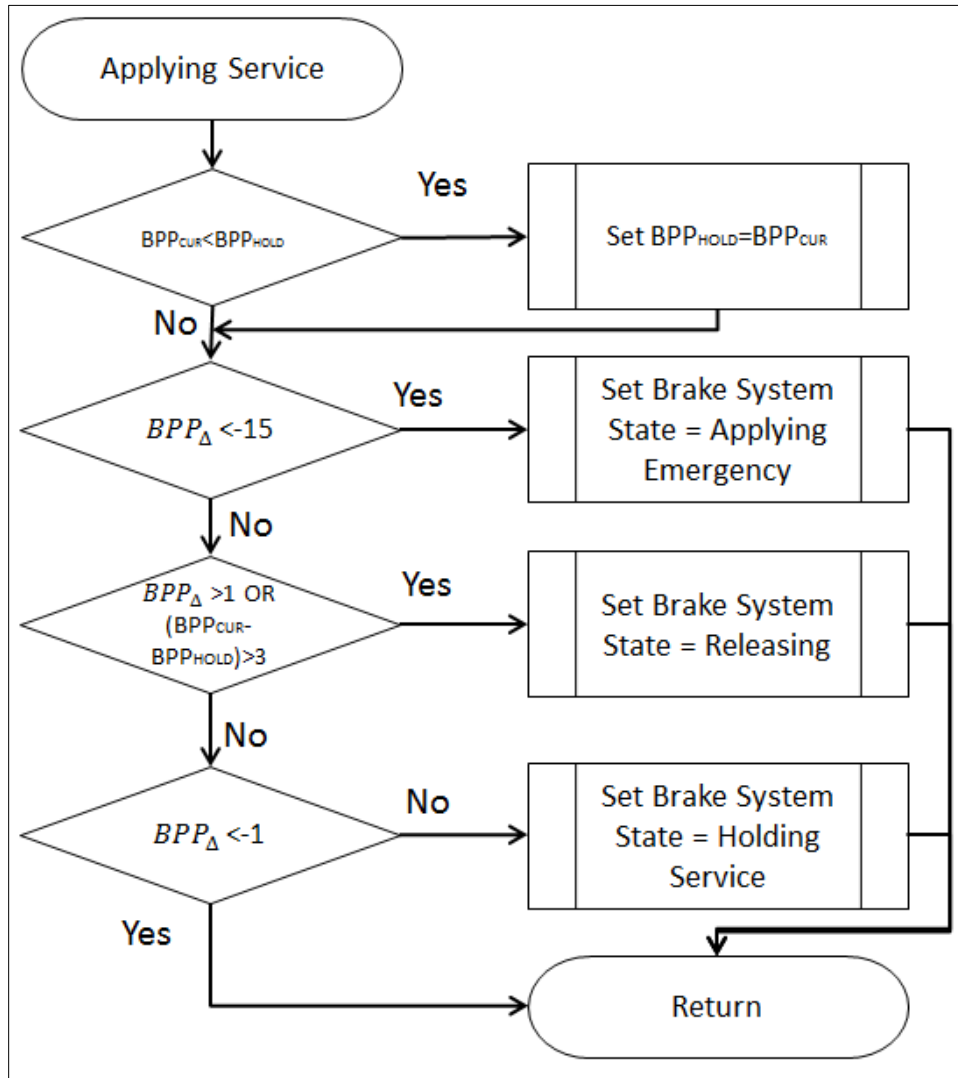 Applying Service
Yes
BPPCUR<BPPHOLD
Set BPPHOLD=BPPCUR
No
Yes
BPPΔ <-15
Set Brake System
State = Applying
Emergency
No
Yes
BPPΔ >1 OR
(BPPCUR-
BPPHOLD)>3
Set Brake System
State = Releasing
No
No
BPPΔ <-1
Set Brake System
State = Holding
Service
Yes
Return